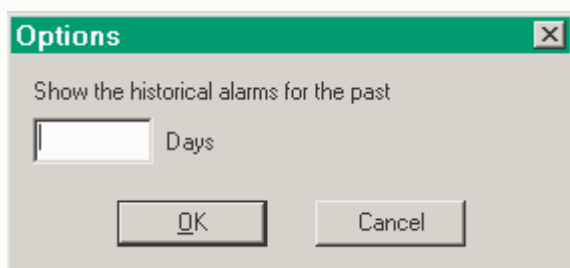 Options
Show the historical alarms for the past
Days
OK Cancel